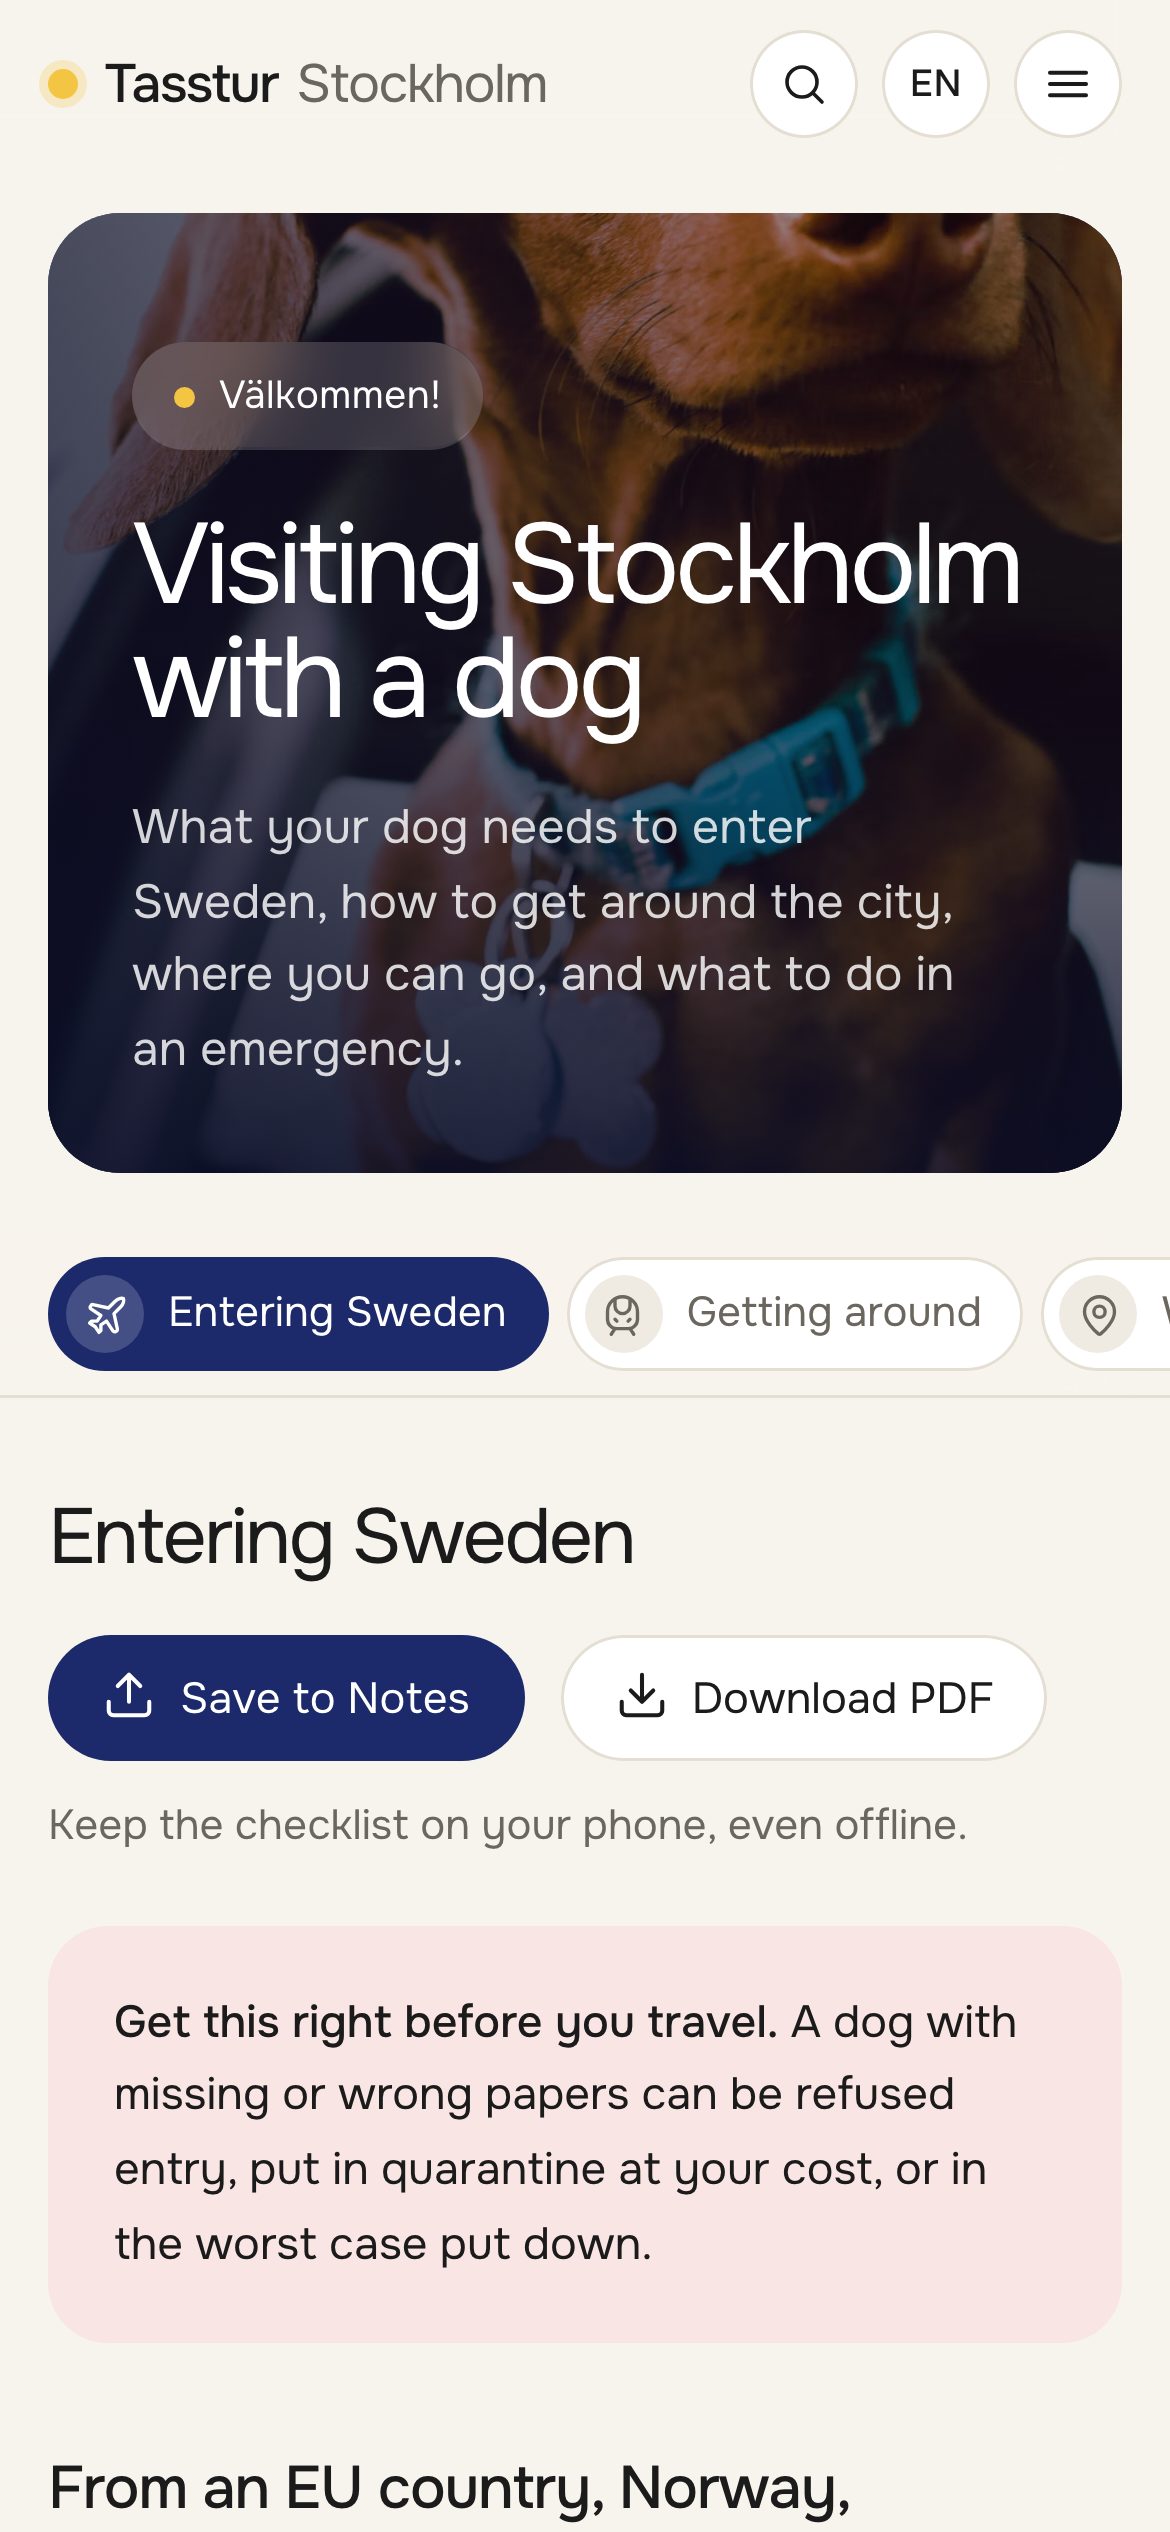 Tasstur Stockholm
EN
Välkommen!
Visiting Stockholm
with a dog
What your dog needs to enter
Sweden, how to get around the city,
where you can go, and what to do in
an emergency.
Entering Sweden
Getting around
Entering Sweden
Save to Notes
Download PDF
Keep the checklist on your phone, even offline.
Get this right before you travel. A dog with
missing or wrong papers can be refused
entry, put in quarantine at your cost, or in
the worst case put down.
From an EU country, Norway,